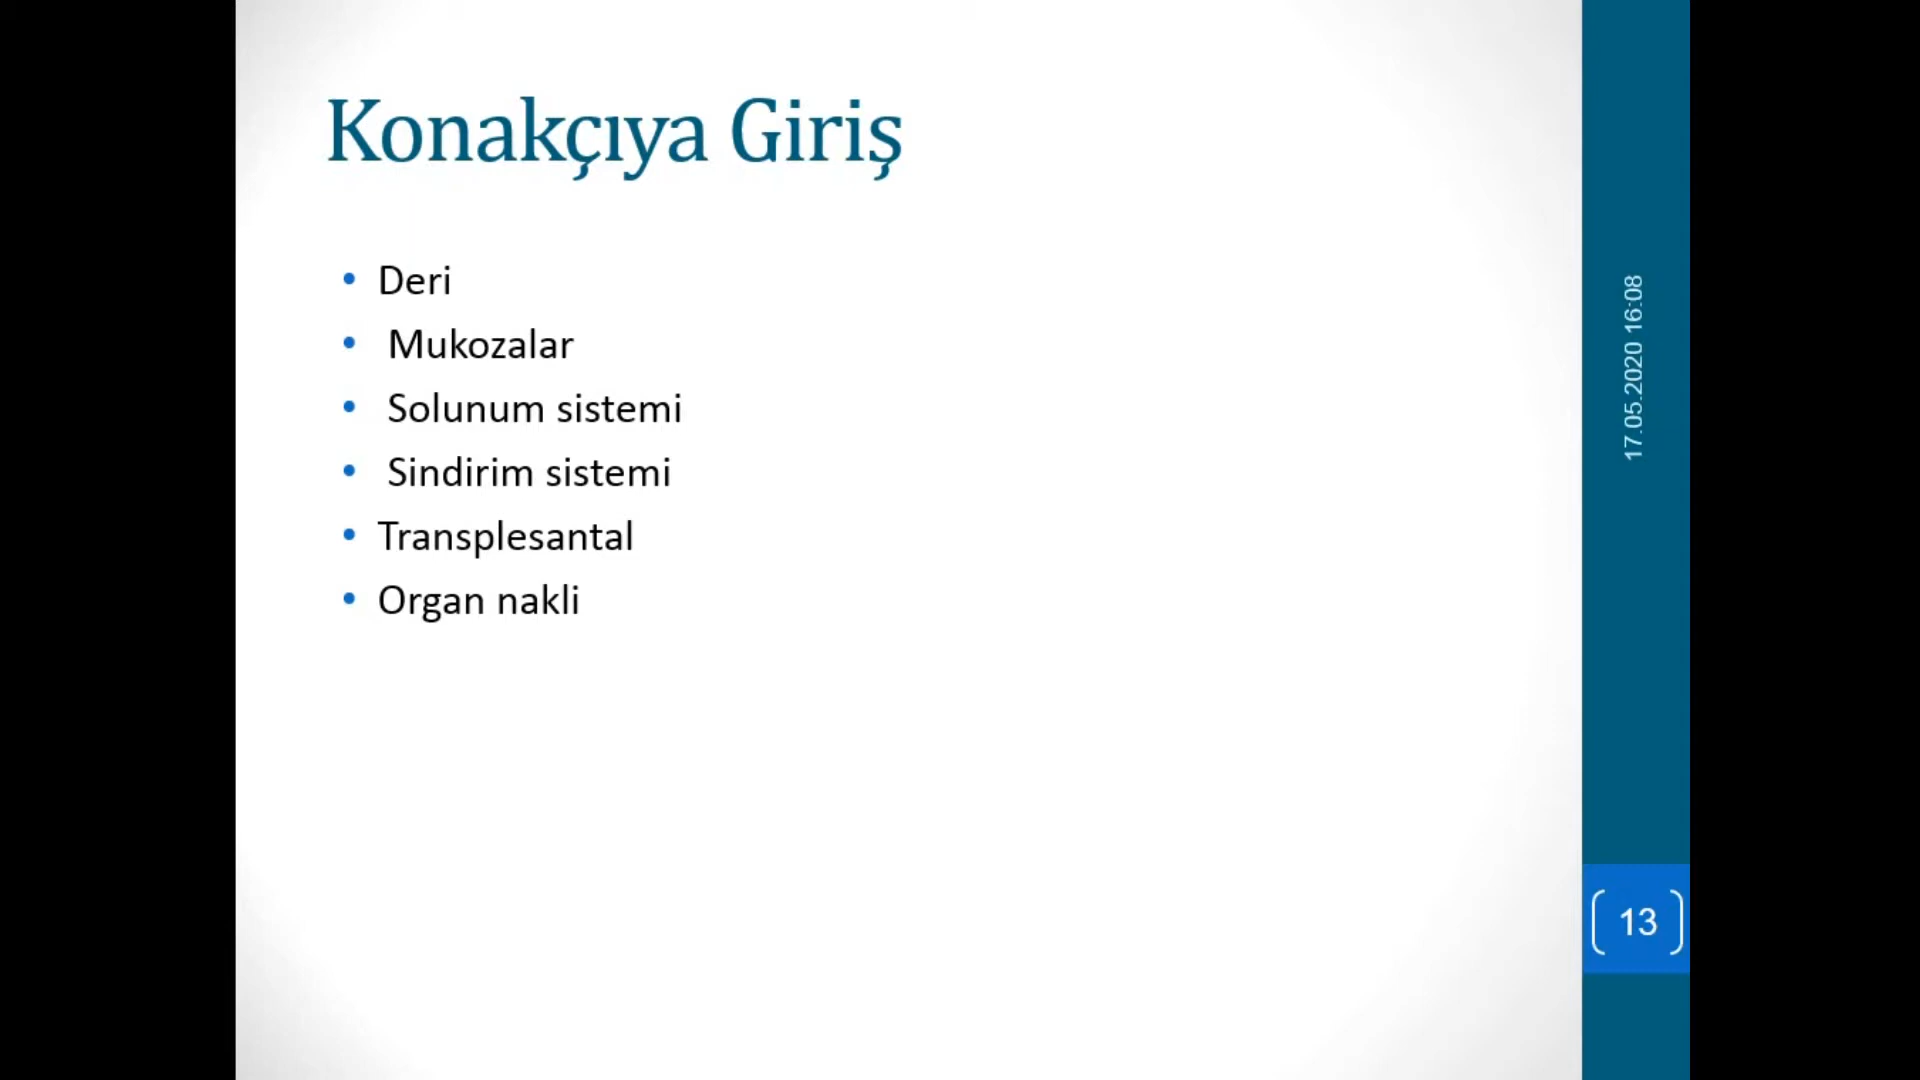 Konakçıya Giriş
• Deri
• Mukozalar
• Solunum sistemi
• Sindirim sistemi
• Transplesantal
• Organ nakli
17.05.2020 16:08
13